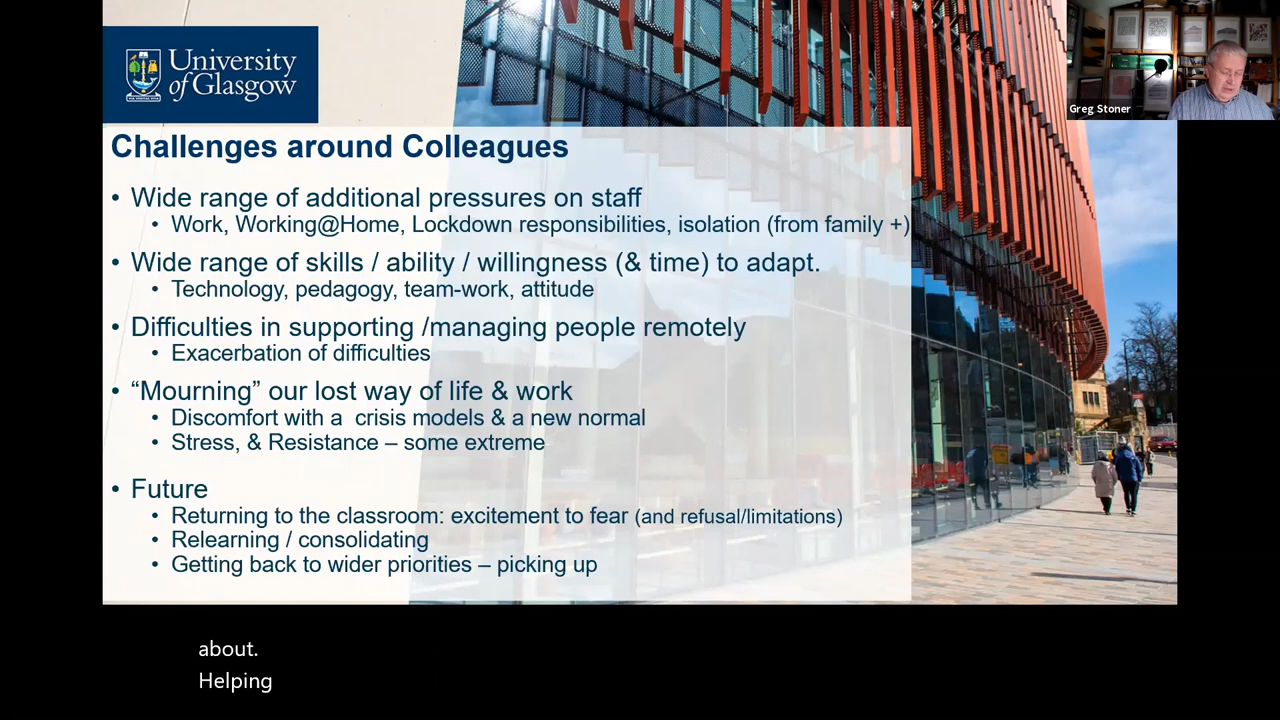 University
of Glasgow
Greg Stoner
Challenges around Colleagues
• Wide range of additional pressures on staff
• Work, Working@Home, Lockdown responsibilities, isolation (from family +)
• Wide range of skills / ability / willingness (& time) to adapt.
• Technology, pedagogy, team-work, attitude
• Difficulties in supporting /managing people remotely
• Exacerbation of difficulties
• “Mourning” our lost way of life & work
• Discomfort with a  crisis models & a new normal
• Stress, & Resistance – some extreme
• Future
• Returning to the classroom: excitement to fear (and refusal/limitations)
• Relearning / consolidating
• Getting back to wider priorities – picking up
about.
Helping